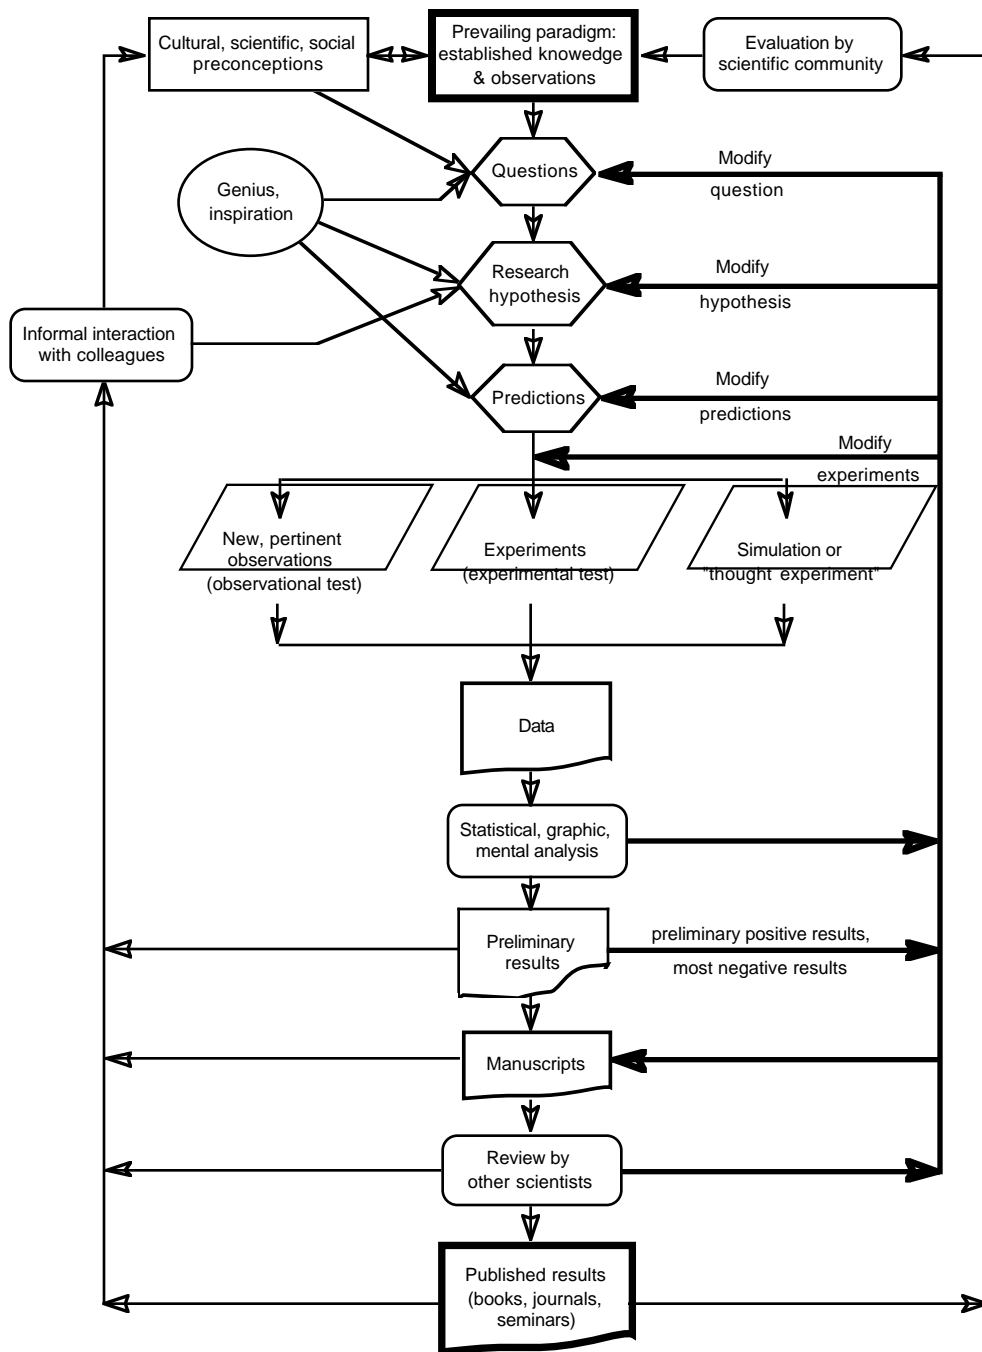 Cultural, scientific, social
preconceptions
Prevailing paradigm:
established knowledge
& observations
Evaluation by
scientific community
Questions
Modify
question
Genius,
inspiration
Research
hypothesis
Modify
hypothesis
Informal interaction
with colleagues
Predictions
Modify
predictions
Modify
experiments
New, pertinent
observations
(observational test)
Experiments
(experimental test)
Simulation or
"thought experiment"
Data
Statistical, graphic,
mental analysis
Preliminary
results
preliminary positive results,
most negative results
Manuscripts
Review by
other scientists
Published results
(books, journals,
seminars)